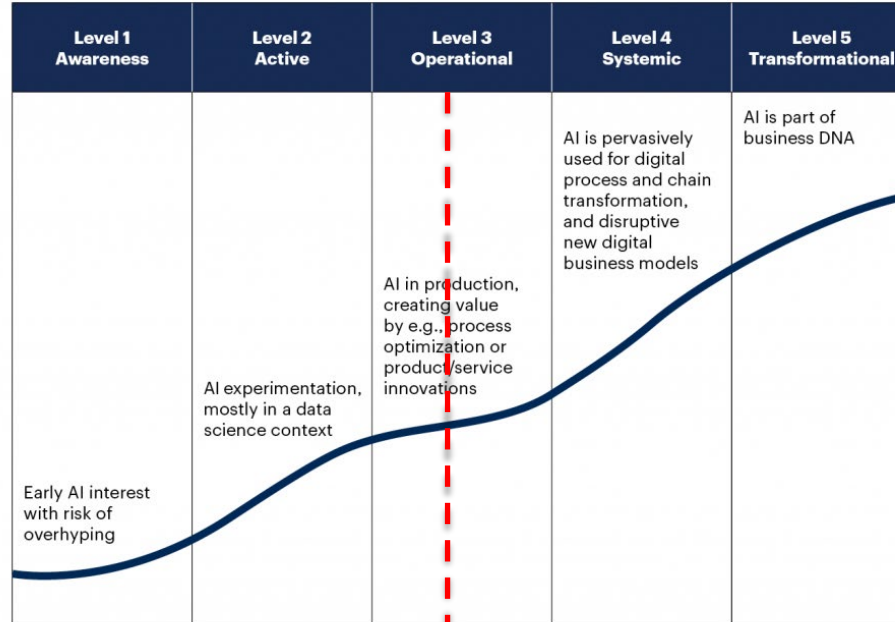 Level 1
Awareness
Level 2
Active
Level 3
Operational
Level 4
Systemic
Level 5
Transformational
Early AI interest
with risk of
overhyping
AI experimentation,
mostly in a data
science context
AI in production,
creating value
by e.g., process
optimization or
product/service
innovations
AI is pervasively
used for digital
process and chain
transformation,
and disruptive
new digital
business models
AI is part of
business DNA